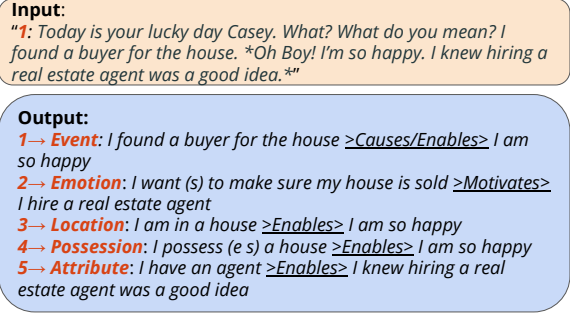 Input:
“1: Today is your lucky day Casey. What? What do you mean? I
found a buyer for the house. *Oh Boy! I’m so happy. I knew hiring a
real estate agent was a good idea.*”
Output:
1→ Event: I found a buyer for the house >Causes/Enables> I am
so happy
2→ Emotion: I want (s) to make sure my house is sold >Motivates>
I hire a real estate agent
3→ Location: I am in a house >Enables> I am so happy
4→ Possession: I possess (e s) a house >Enables> I am so happy
5→ Attribute: I have an agent >Enables> I knew hiring a real
estate agent was a good idea